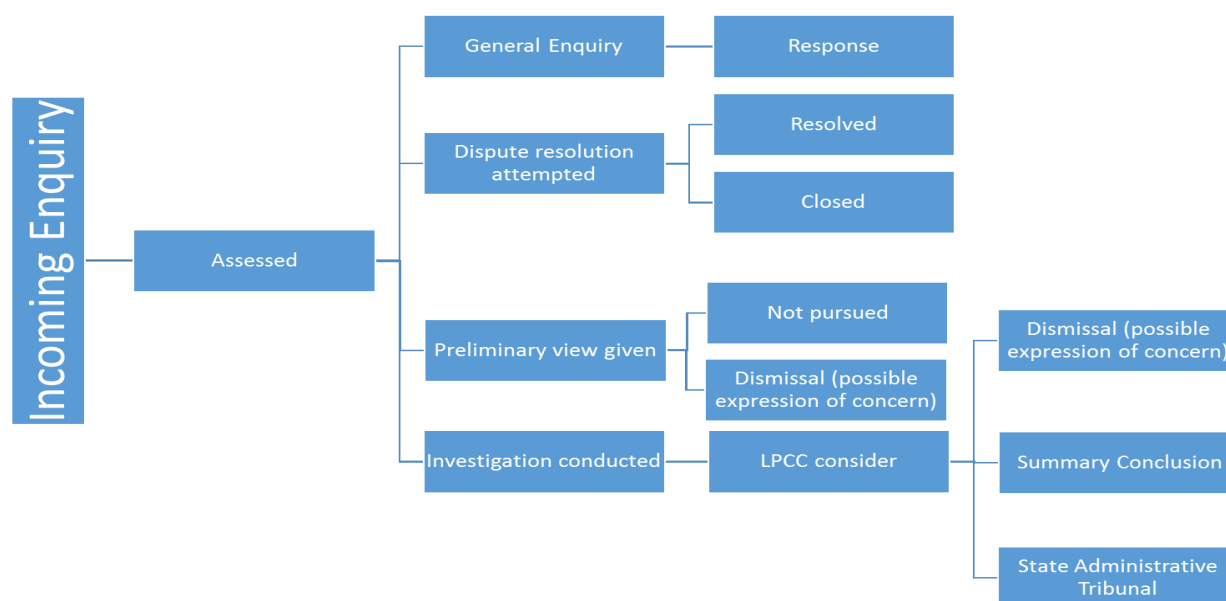 Incoming Enquiry
Assessed
General Enquiry
Response
Dispute resolution
attempted
Resolved
Closed
Preliminary view given
Not pursued
Dismissal (possible
expression of concern)
Investigation conducted
LPCC consider
Dismissal (possible
expression of concern)
Summary Conclusion
State Administrative
Tribunal